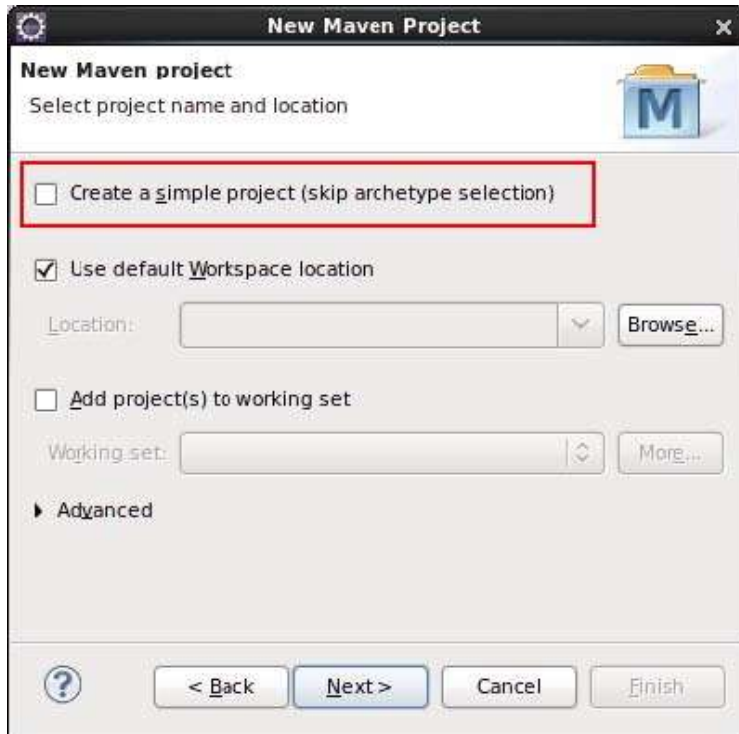 New Maven Project
New Maven project
Select project name and location
M
Create a simple project (skip archetype selection)
Use default Workspace location
Location:
Browse...
Add project(s) to working set
Working set:
More...
Advanced
?
< Back
Next >
Cancel
Finish